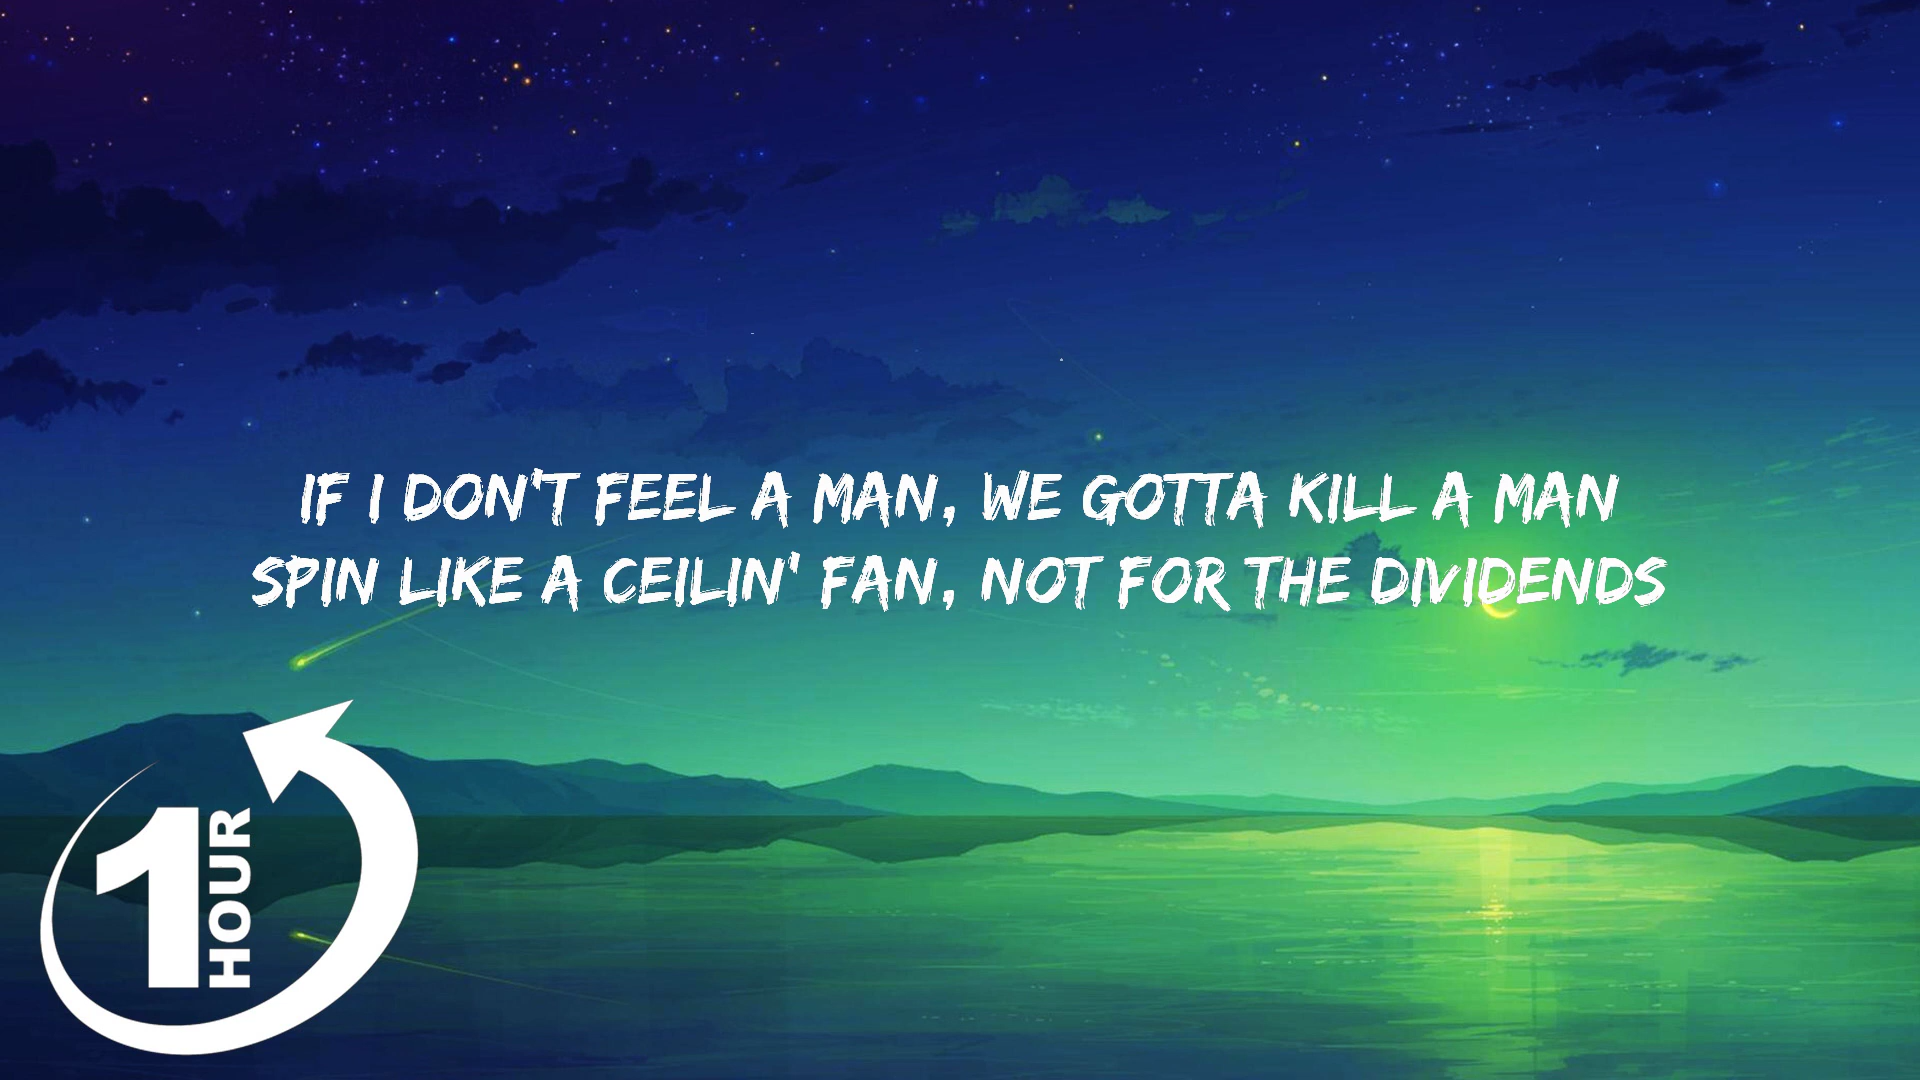 IF I DON'T FEEL A MAN, WE GOTTA KILL A MAN
SPIN LIKE A CEILIN' FAN, NOT FOR THE DIVIDENDS
1
HOUR